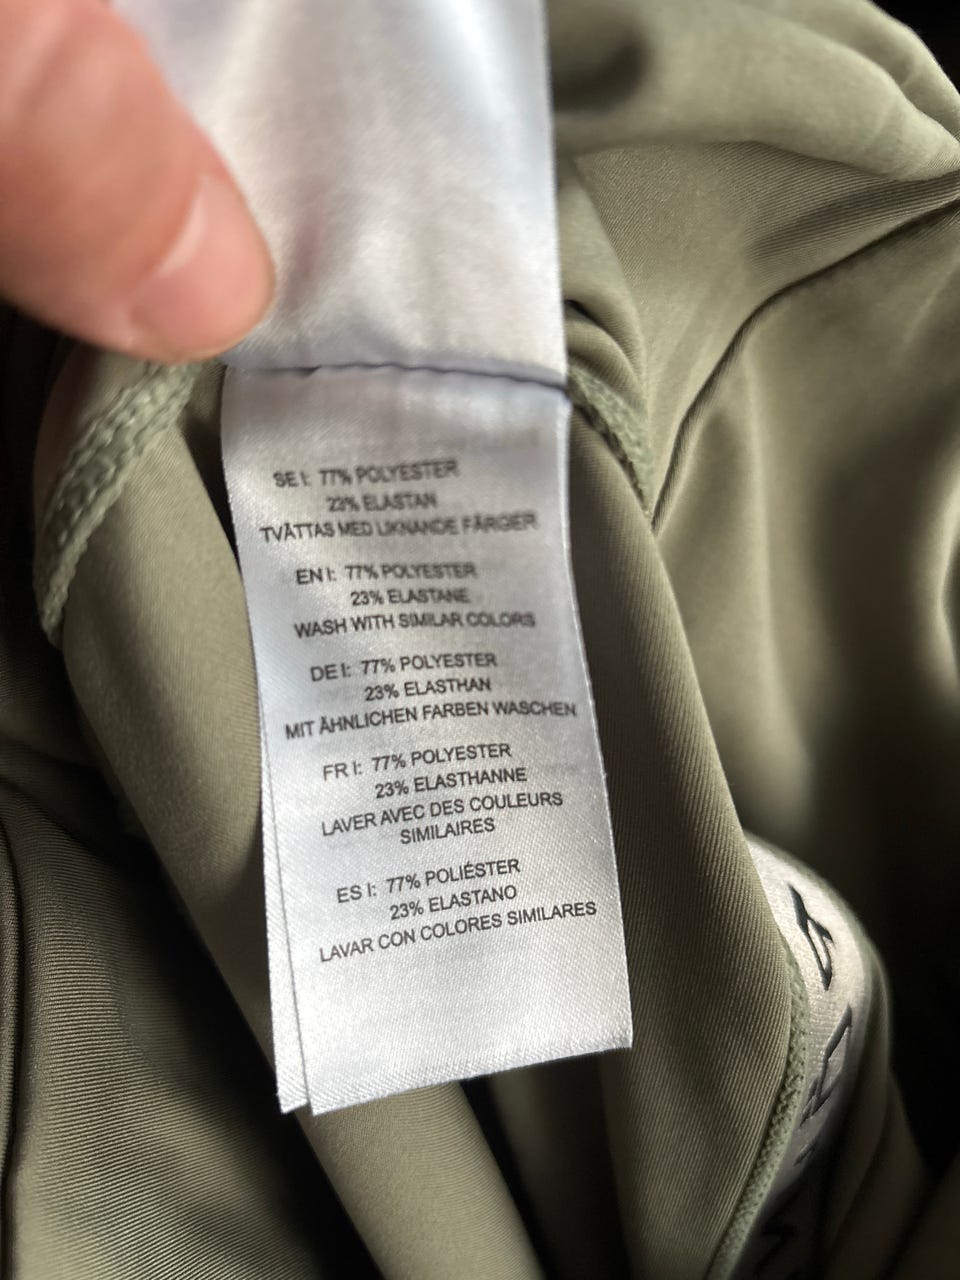 SE I: 77% POLYESTER
23% ELASTAN
TVÄTTAS MED LIKNANDE FÄRGER
EN I: 77% POLYESTER
23% ELASTANE
WASH WITH SIMILAR COLORS
DE I: 77% POLYESTER
23% ELASTHAN
MIT ÄHNLICHEN FARBEN WASCHEN
FR I: 77% POLYESTER
23% ELASTHANNE
LAVER AVEC DES COULEURS
SIMILAIRES
ES I: 77% POLIÉSTER
23% ELASTANO
LAVAR CON COLORES SIMILARES